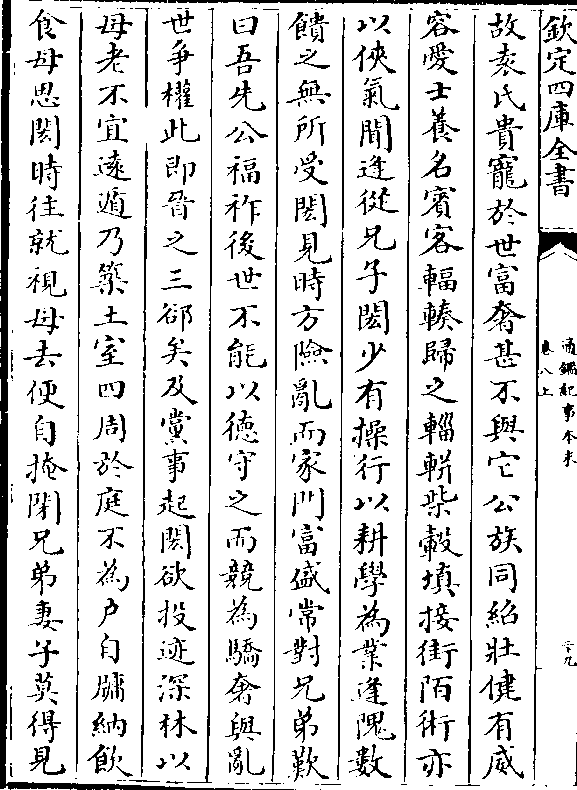 欽定四庫全書
通鑑紀事本末
卷八上
三十九
故袁氏貴寵於世富奢甚不與它公族同紹壯健有威
容愛士養名賓客輻輳歸之輜軿柴轂填接街陌術亦
以俠氣聞逢從兄子閎少有操行以耕學為業逢隗數
饋之無所受閎見時方險亂而家門富盛常對兄弟歎
曰吾先公福祚後世不能以德守之而競為驕奢與亂
世爭權此即晉之三郤矣及黨事起閎欲投迹深林以
母老不宜遠遁乃築土室四周於庭不為戶自牖納飲
食母思閎時往就視母去便自掩閉兄弟妻子莫得見